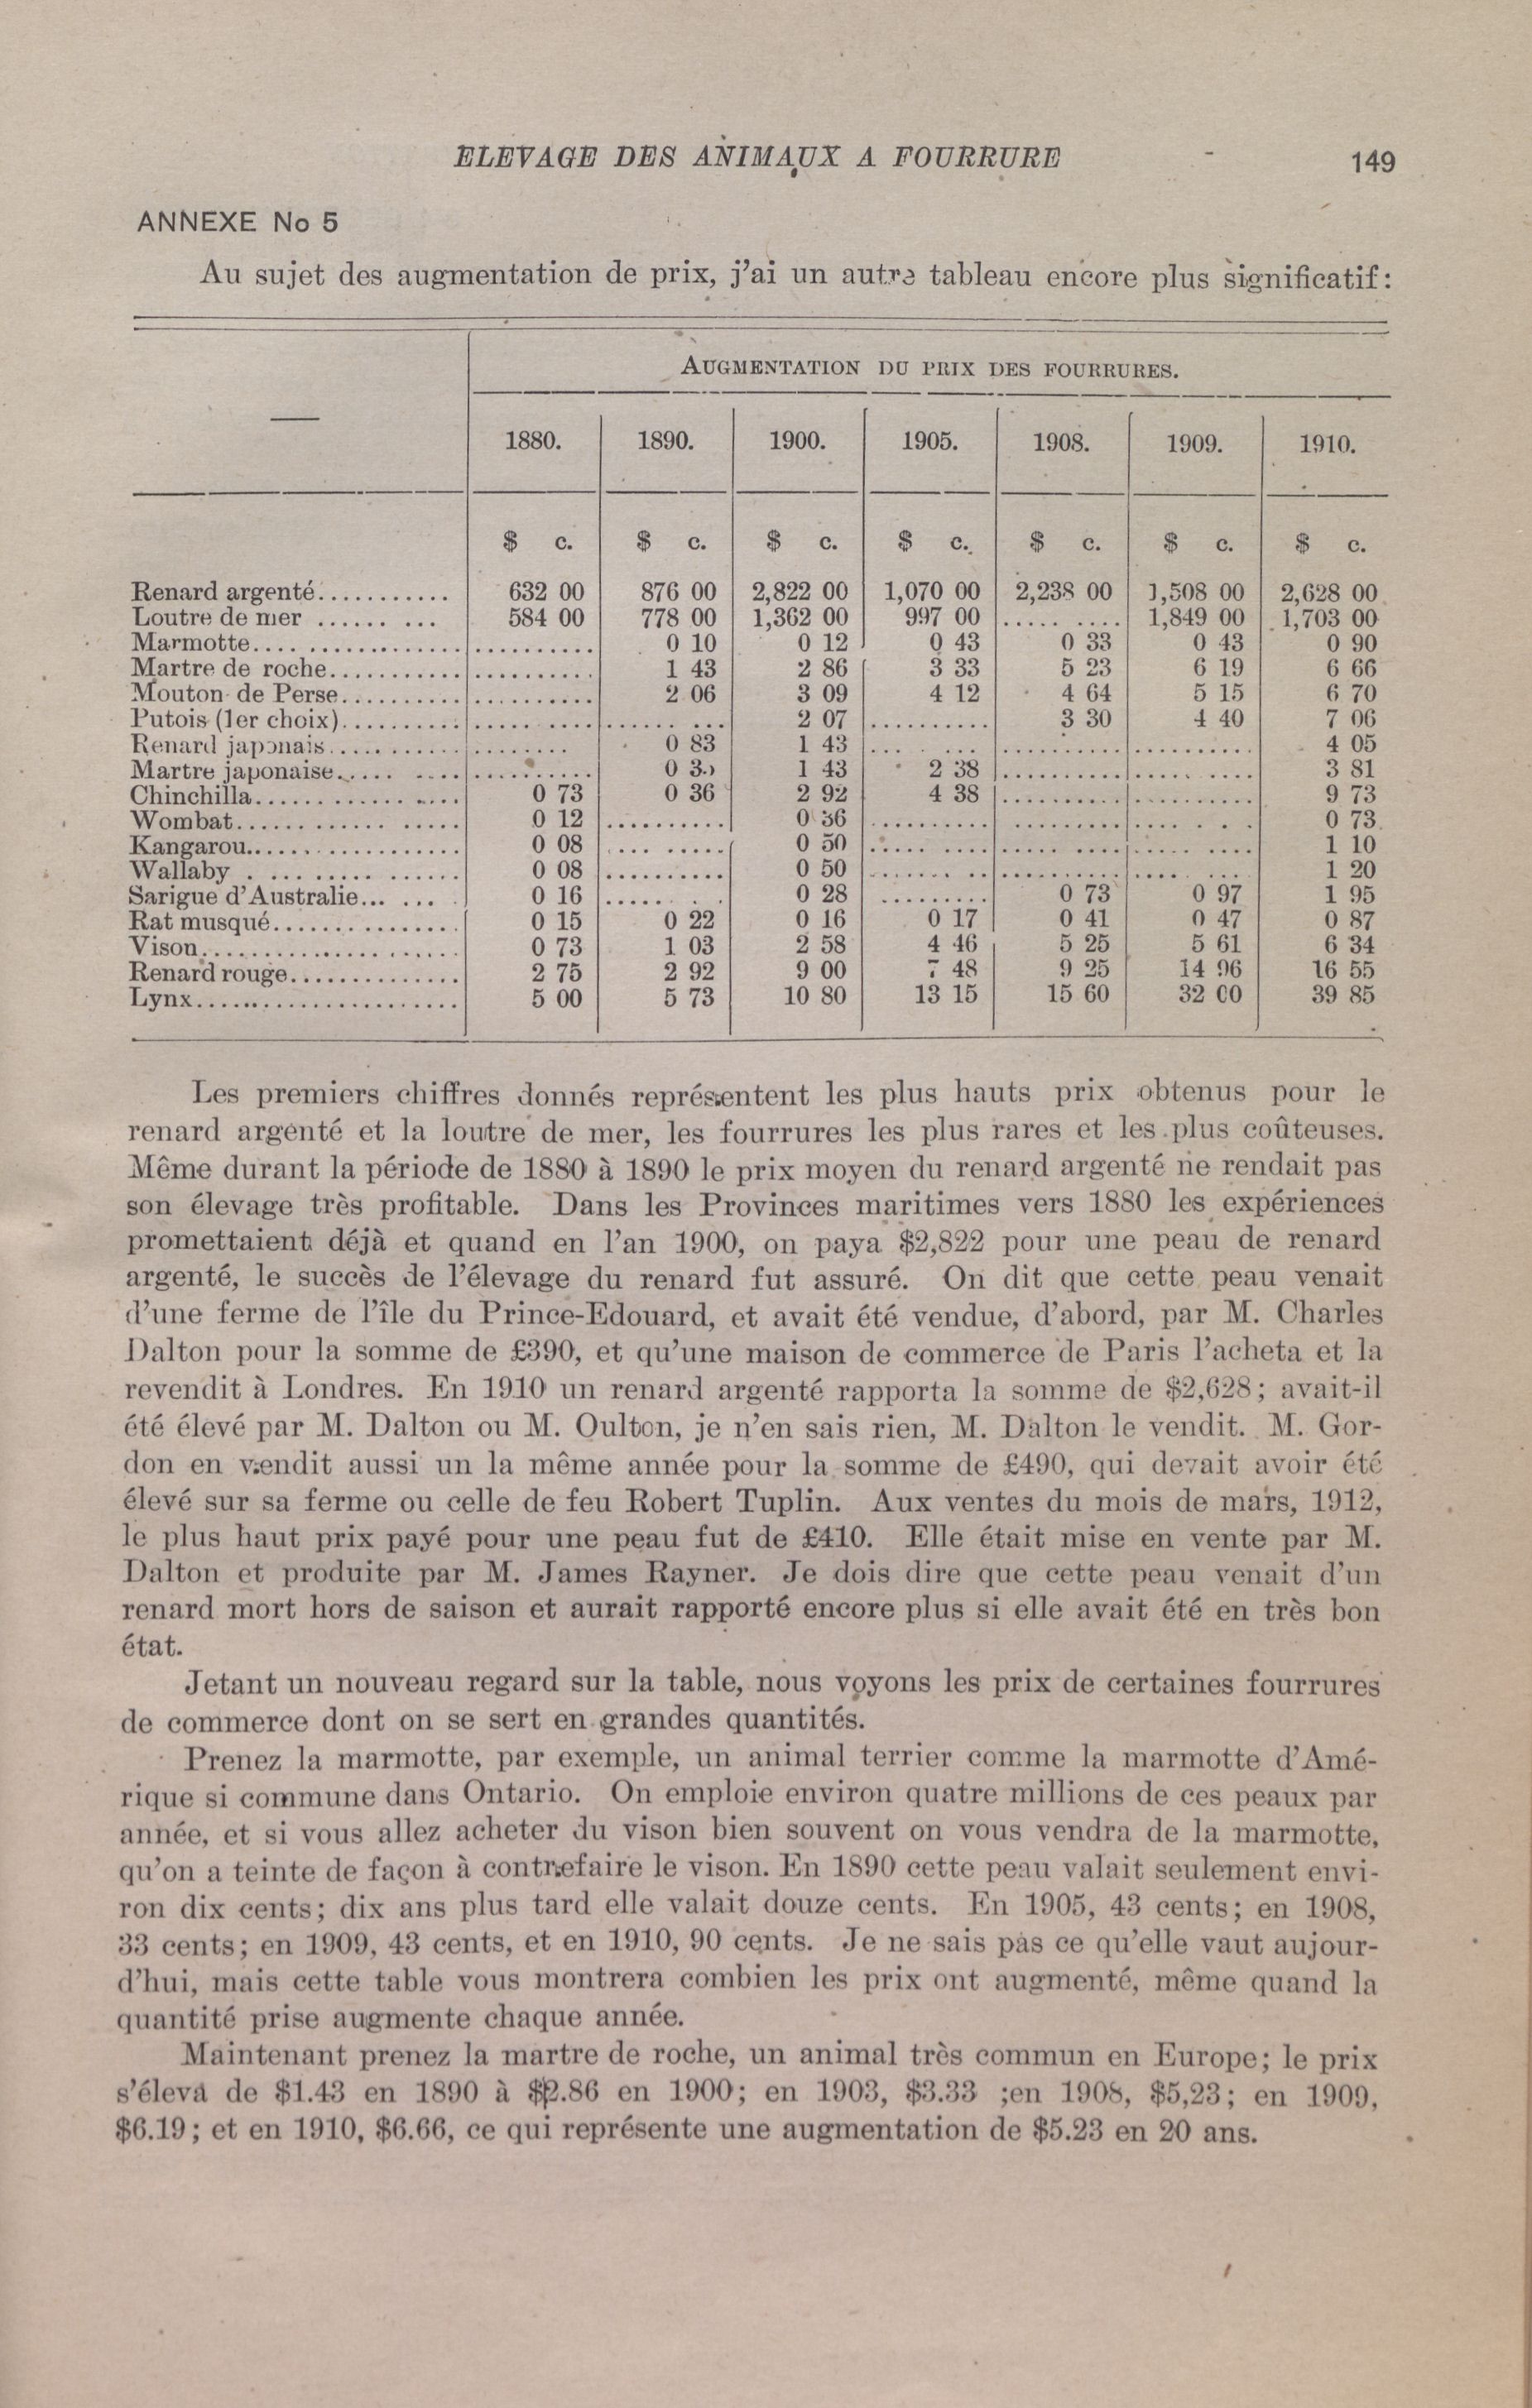 ELEVAGE DES ANIMAUX A FOURRURE 149
ANNEXE No 5
Au sujet des augmentation de prix, j'ai un autre tableau encore plus significatif:
AUGMENTATION DU PRIX DES FOURRURES.
1880. 1890. 1900. 1905. 1908. 1909. 1910.
$ c. $ c. $ c. $ c. $ c. $ c. $ c.
Renard argenté 632 00 876 00 2,822 00 1,070 00 2,238 00 1,508 00 2,628 00
Loutre de mer 584 00 778 00 1,362 00 997 00 1,849 00 1,703 00
Marmotte 0 10 0 12 0 43 0 33 0 43 0 90
Martre de roche 1 43 2 86 3 33 5 23 6 19 6 66
Mouton de Perse 2 06 3 09 4 12 4 64 5 15 6 70
Putois (1er choix) 2 07 3 30 4 40 7 06
Renard japonais 0 83 1 43 4 05
Martre japonaise 0 1 43 2 38 3 81
Chinchilla 0 73 0 36 2 92 4 38 9 73
Wombat 0 12 0 36 0 73
Kangarou 0 08 0 50 1 10
Wallaby 0 08 0 50 1 20
Sarigue d'Australie 0 16 0 28 0 73 0 97 1 95
Rat musqué 0 15 0 22 0 16 0 17 0 41 0 47 0 87
Vison 0 73 1 03 2 58 4 46 5 25 5 61 6 34
Renard rouge 2 75 2 92 9 00 7 48 9 25 14 96 16 55
Lynx 5 00 5 73 10 80 13 15 15 60 32 00 39 85
Les premiers chiffres donnés représentent les plus hauts prix obtenus pour le
renard argenté et la loutre de mer, les fourrures les plus rares et les plus coûteuses.
Même durant la période de 1880 à 1890 le prix moyen du renard argenté ne rendait pas
son élevage très profitable. Dans les Provinces maritimes vers 1880 les expériences
promettaient déjà et quand en l'an 1900, on paya $2,822 pour une peau de renard
argenté, le succès de l'élevage du renard fut assuré. On dit que cette peau venait
d'une ferme de l'île du Prince-Edouard, et avait été vendue, d'abord, par M. Charles
Dalton pour la somme de £390, et qu'une maison de commerce de Paris l'acheta et la
revendit à Londres. En 1910 un renard argenté rapporta la somme de $2,628; avait-il
été élevé par M. Dalton ou M. Oulton, je n'en sais rien, M. Dalton le vendit. M. Gor-
don en vendit aussi un la même année pour la somme de £490, qui devait avoir été
élevé sur sa ferme ou celle de feu Robert Tuplin. Aux ventes du mois de mars, 1912,
le plus haut prix payé pour une peau fut de £410. Elle était mise en vente par M.
Dalton et produite par M. James Rayner. Je dois dire que cette peau venait d'un
renard mort hors de saison et aurait rapporté encore plus si elle avait été en très bon
état.
Jetant un nouveau regard sur la table, nous voyons les prix de certaines fourrures
de commerce dont on se sert en grandes quantités.
Prenez la marmotte, par exemple, un animal terrier comme la marmotte d'Amé-
rique si commune dans Ontario. On emploie environ quatre millions de ces peaux par
année, et si vous allez acheter du vison bien souvent on vous vendra de la marmotte,
qu'on a teinte de façon à contrefaire le vison. En 1890 cette peau valait seulement envi-
ron dix cents; dix ans plus tard elle valait douze cents. En 1905, 43 cents; en 1908,
33 cents; en 1909, 43 cents, et en 1910, 90 cents. Je ne sais pas ce qu'elle vaut aujour-
d'hui, mais cette table vous montrera combien les prix ont augmenté, même quand la
quantité prise augmente chaque année.
Maintenant prenez la martre de roche, un animal très commun en Europe; le prix
s'éleva de $1.43 en 1890 à $2.86 en 1900; en 1903, $3.33 ;en 1908, $5,23; en 1909,
$6.19; et en 1910, $6.66, ce qui représente une augmentation de $5.23 en 20 ans.